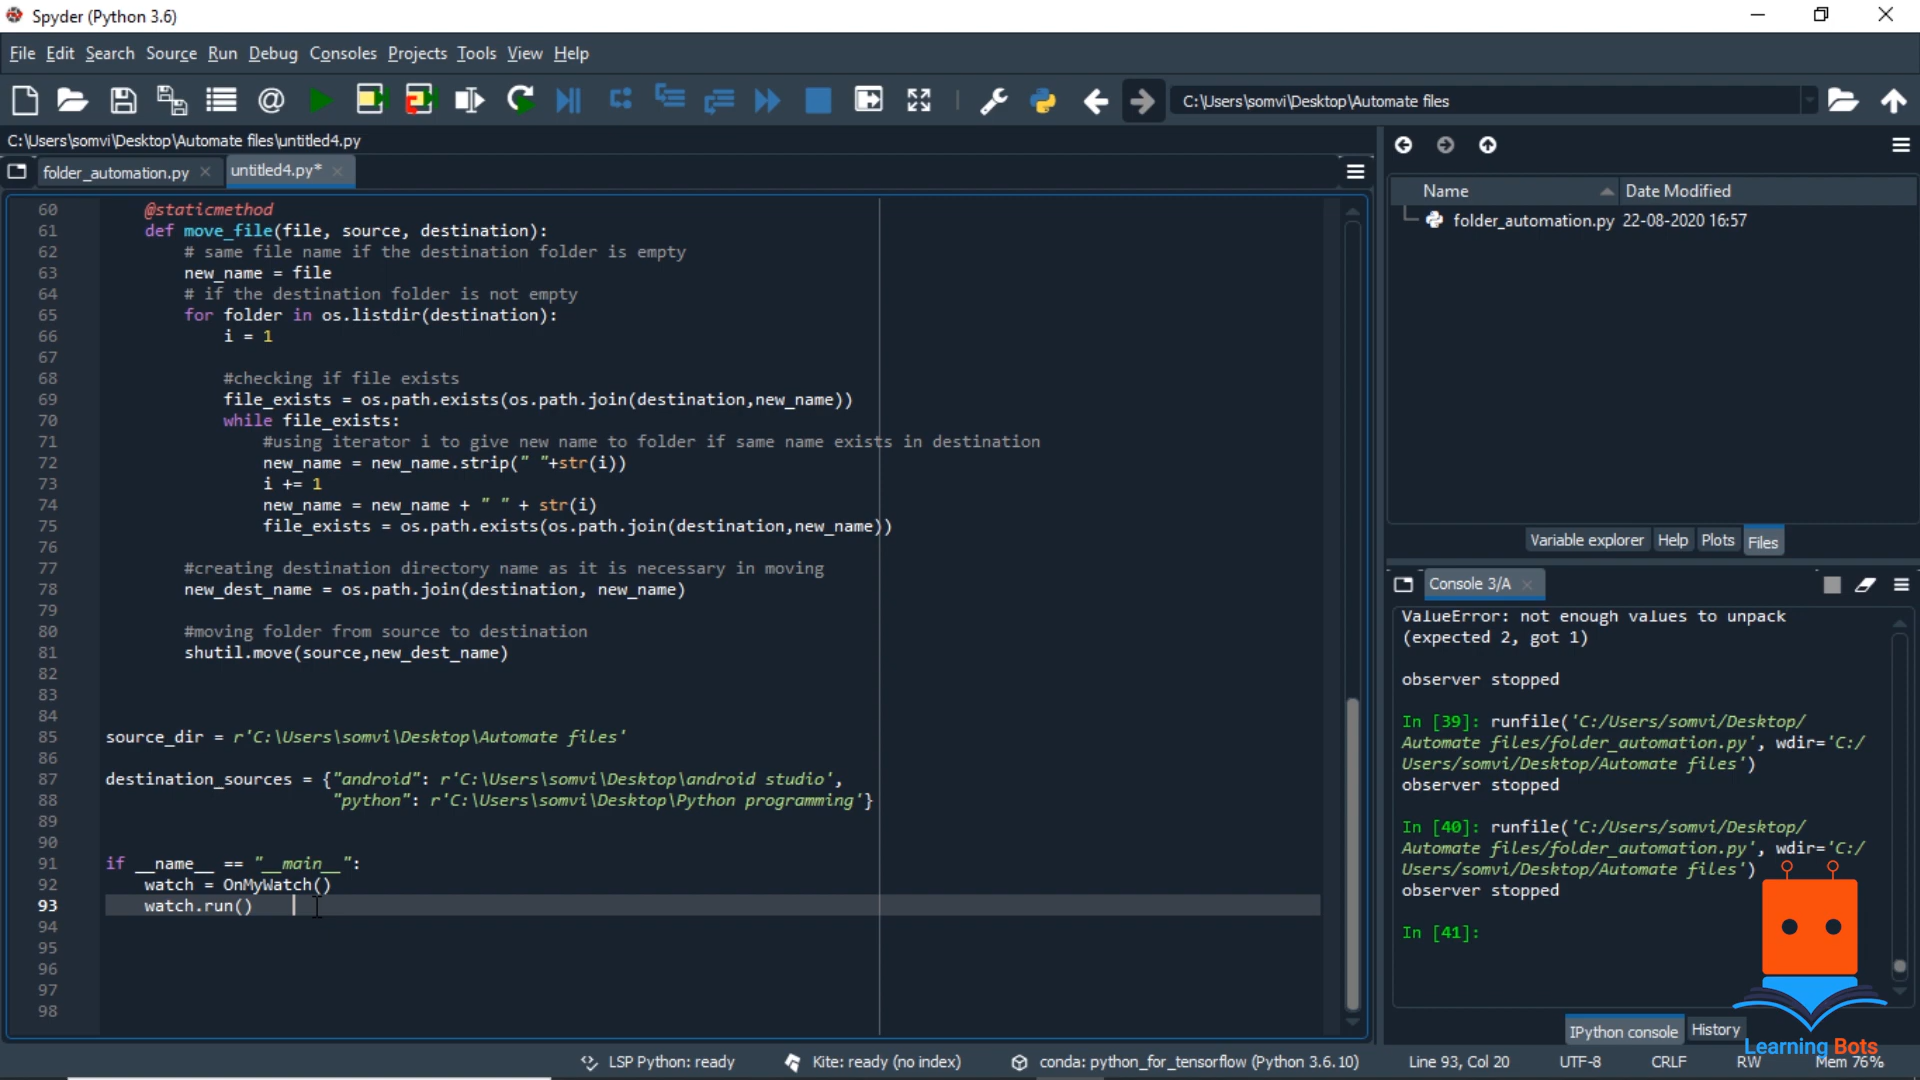 Spyder (Python 3.6)
File Edit Search Source Run Debug Consoles Projects Tools View Help
C:\Users\somvi\Desktop\Automate files
C:\Users\somvi\Desktop\Automate files\untitled4.py
folder_automation.py
untitled4.py*
60 @staticmethod
61 def move_file(file, source, destination):
62 # same file name if the destination folder is empty
63 new_name = file
64 # if the destination folder is not empty
65 for folder in os.listdir(destination):
66 i = 1
67
68 #checking if file exists
69 file_exists = os.path.exists(os.path.join(destination,new_name))
70 while file_exists:
71 #using iterator i to give new name to folder if same name exists in destination
72 new_name = new_name.strip(" "+str(i))
73 i += 1
74 new_name = new_name + " " + str(i)
75 file_exists = os.path.exists(os.path.join(destination,new_name))
76
77 #creating destination directory name as it is necessary in moving
78 new_dest_name = os.path.join(destination, new_name)
79
80 #moving folder from source to destination
81 shutil.move(source,new_dest_name)
82
83
84
85 source_dir = r'C:\Users\somvi\Desktop\Automate files'
86
87 destination_sources = {"android": r'C:\Users\somvi\Desktop\android studio',
88 "python": r'C:\Users\somvi\Desktop\Python programming'}
89
90
91 if __name__ == "__main__":
92 watch = OnMyWatch()
93 watch.run()
94
95
96
97
98
Name Date Modified
folder_automation.py 22-08-2020 16:57
Variable explorer Help Plots Files
Console 3/A
ValueError: not enough values to unpack
(expected 2, got 1)
observer stopped
In [39]: runfile('C:/Users/somvi/Desktop/
Automate files/folder_automation.py', wdir='C:/
Users/somvi/Desktop/Automate files')
observer stopped
In [40]: runfile('C:/Users/somvi/Desktop/
Automate files/folder_automation.py', wdir='C:/
Users/somvi/Desktop/Automate files')
observer stopped
In [41]:
IPython console History
Learning Bots
LSP Python: ready Kite: ready (no index) conda: python_for_tensorflow (Python 3.6.10) Line 93, Col 20 UTF-8 CRLF RW Mem 76%